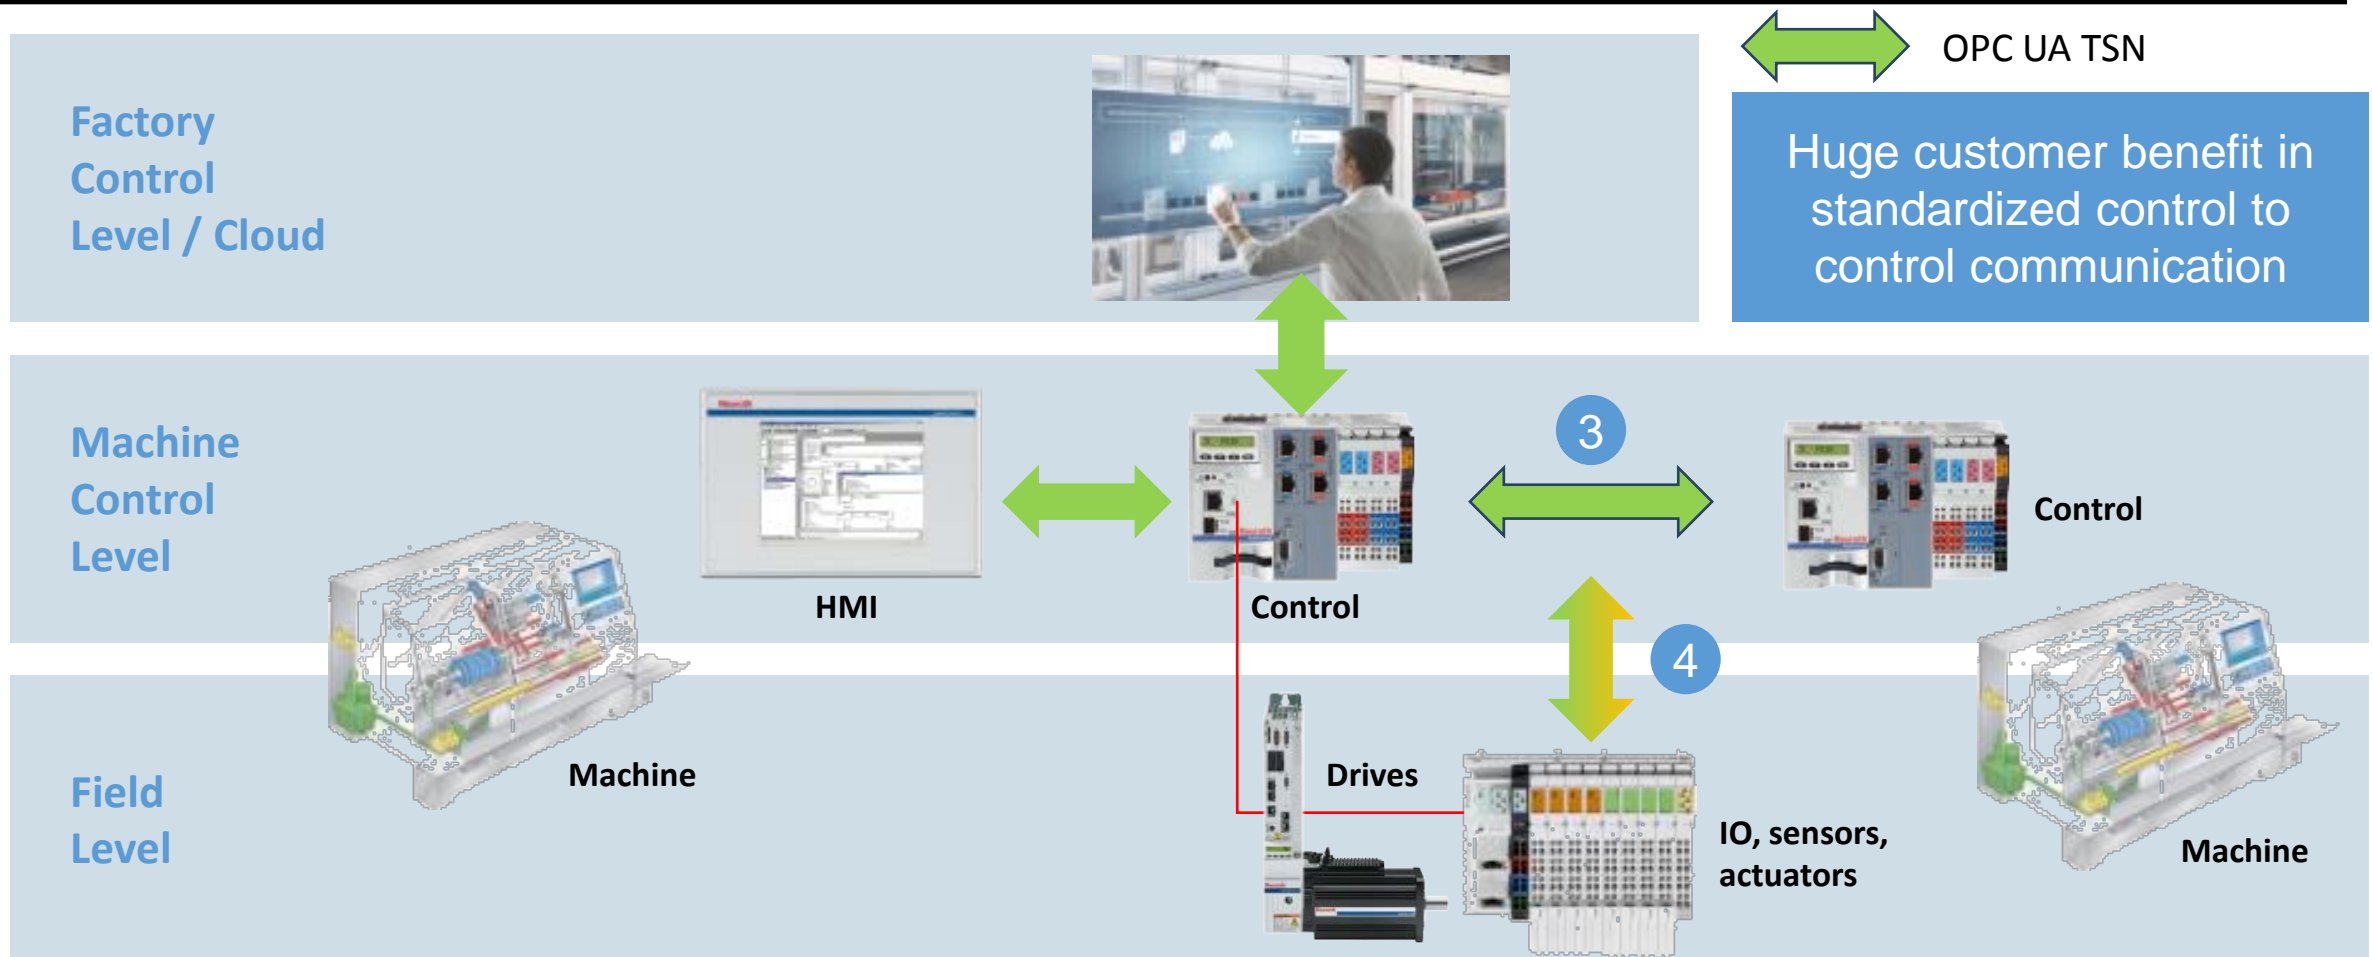 OPC UA TSN
Huge customer benefit in
standardized control to
control communication
Factory
Control
Level / Cloud
Machine
Control
Level
3
Control
HMI
Control
4
Machine
Drives
Field
Level
IO, sensors,
actuators
Machine